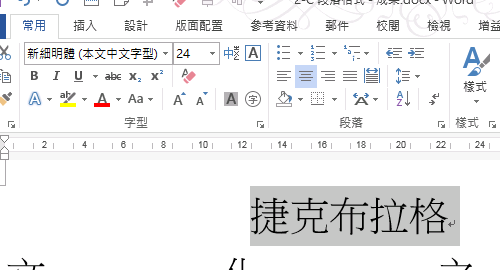 2-C 段落格式 - 成果.docx - Word
常用 插入 設計 版面配置 參考資料 郵件 校閱 檢視 增益
新細明體 (本文中文字型) 24
B I U abc x₂ x²
A ab A Aa A A A 字
樣式
字型 段落 樣式
2 4 6 8 10 12 14 16 18 20 22 24
捷克布拉格